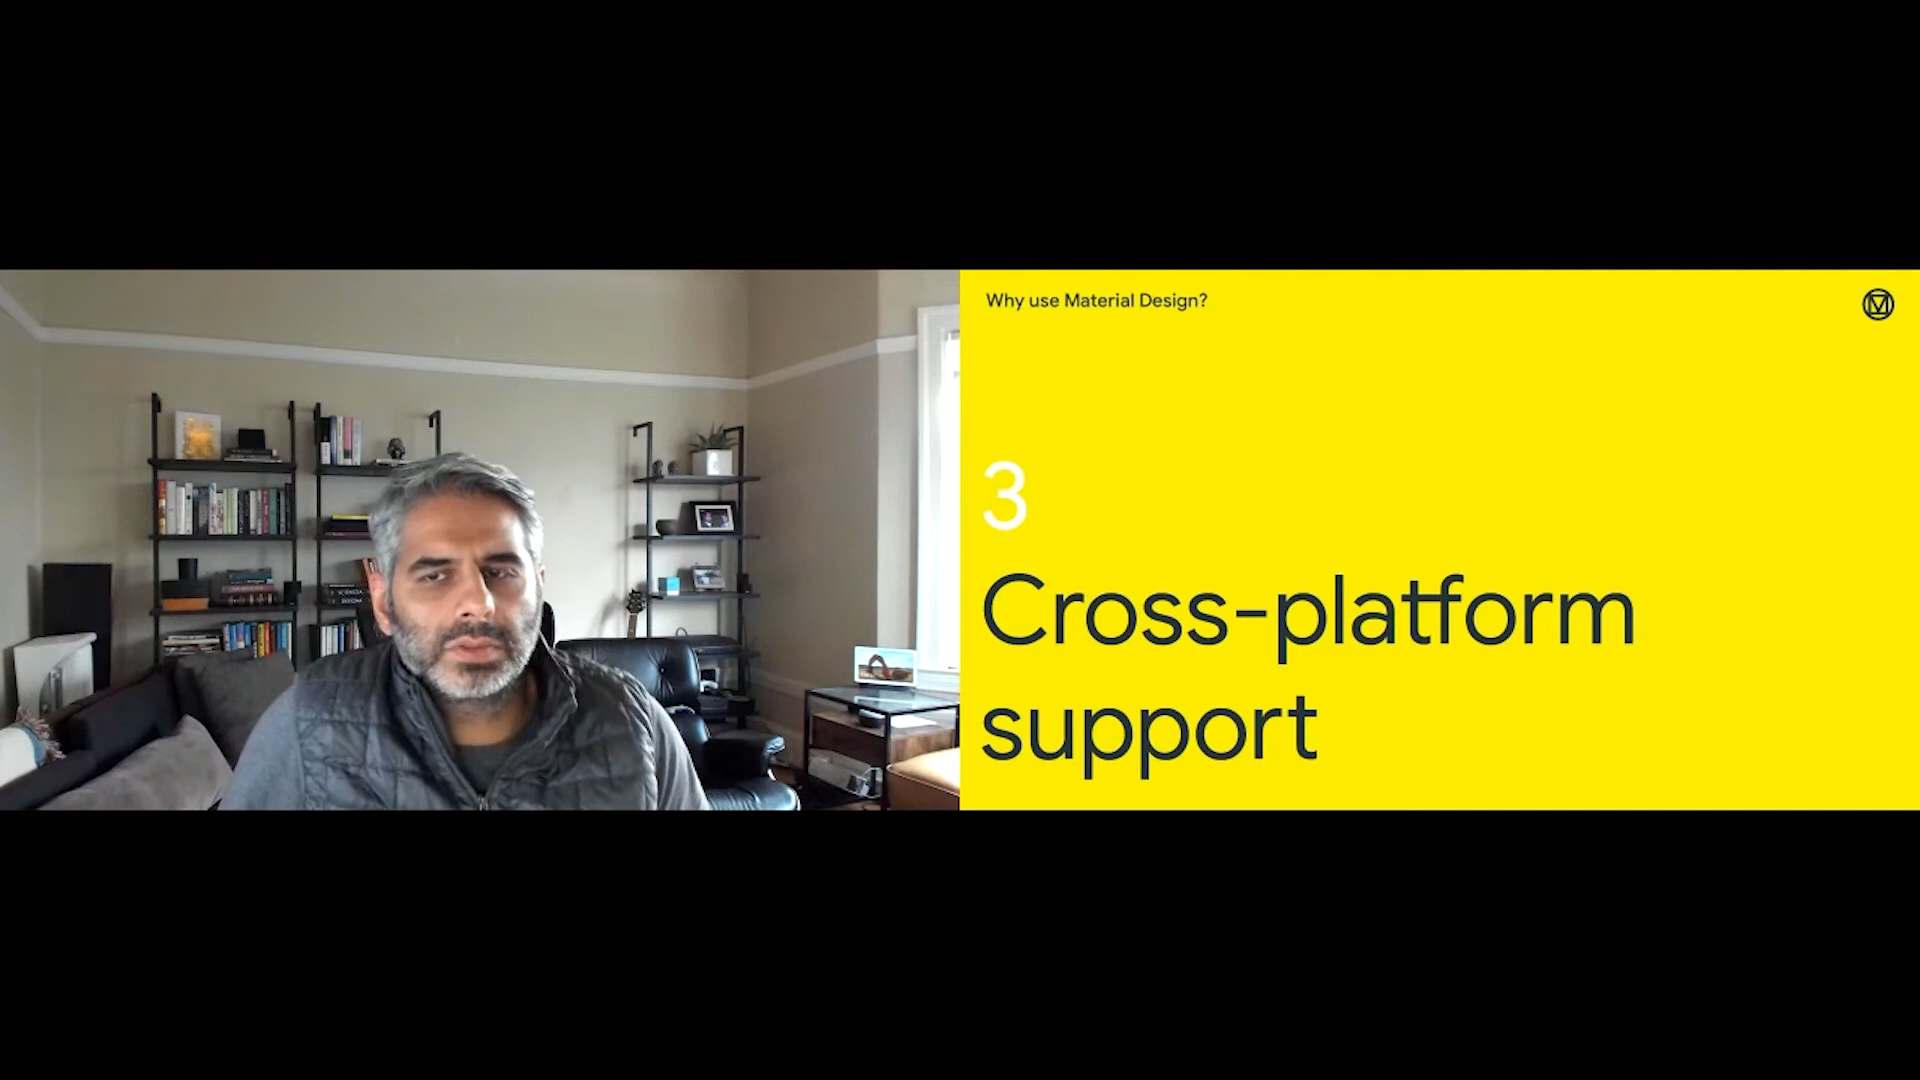 Why use Material Design?
3
Cross-platform
support